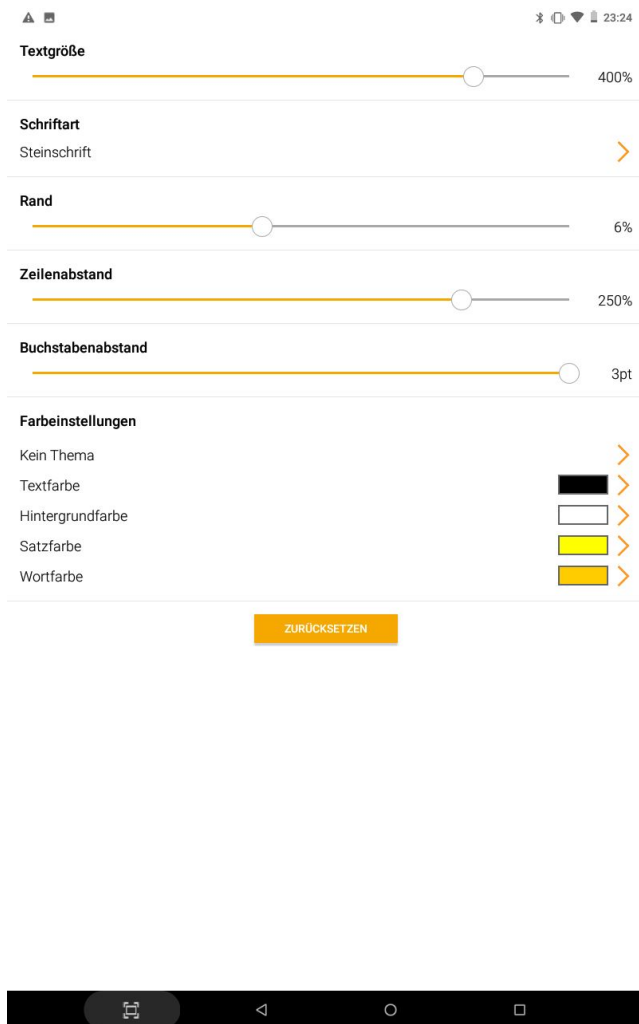 23:24
Textgröße
400%
Schriftart
Steinschrift
Rand
6%
Zeilenabstand
250%
Buchstabenabstand
3pt
Farbeinstellungen
Kein Thema
Textfarbe
Hintergrundfarbe
Satzfarbe
Wortfarbe
ZURÜCKSETZEN